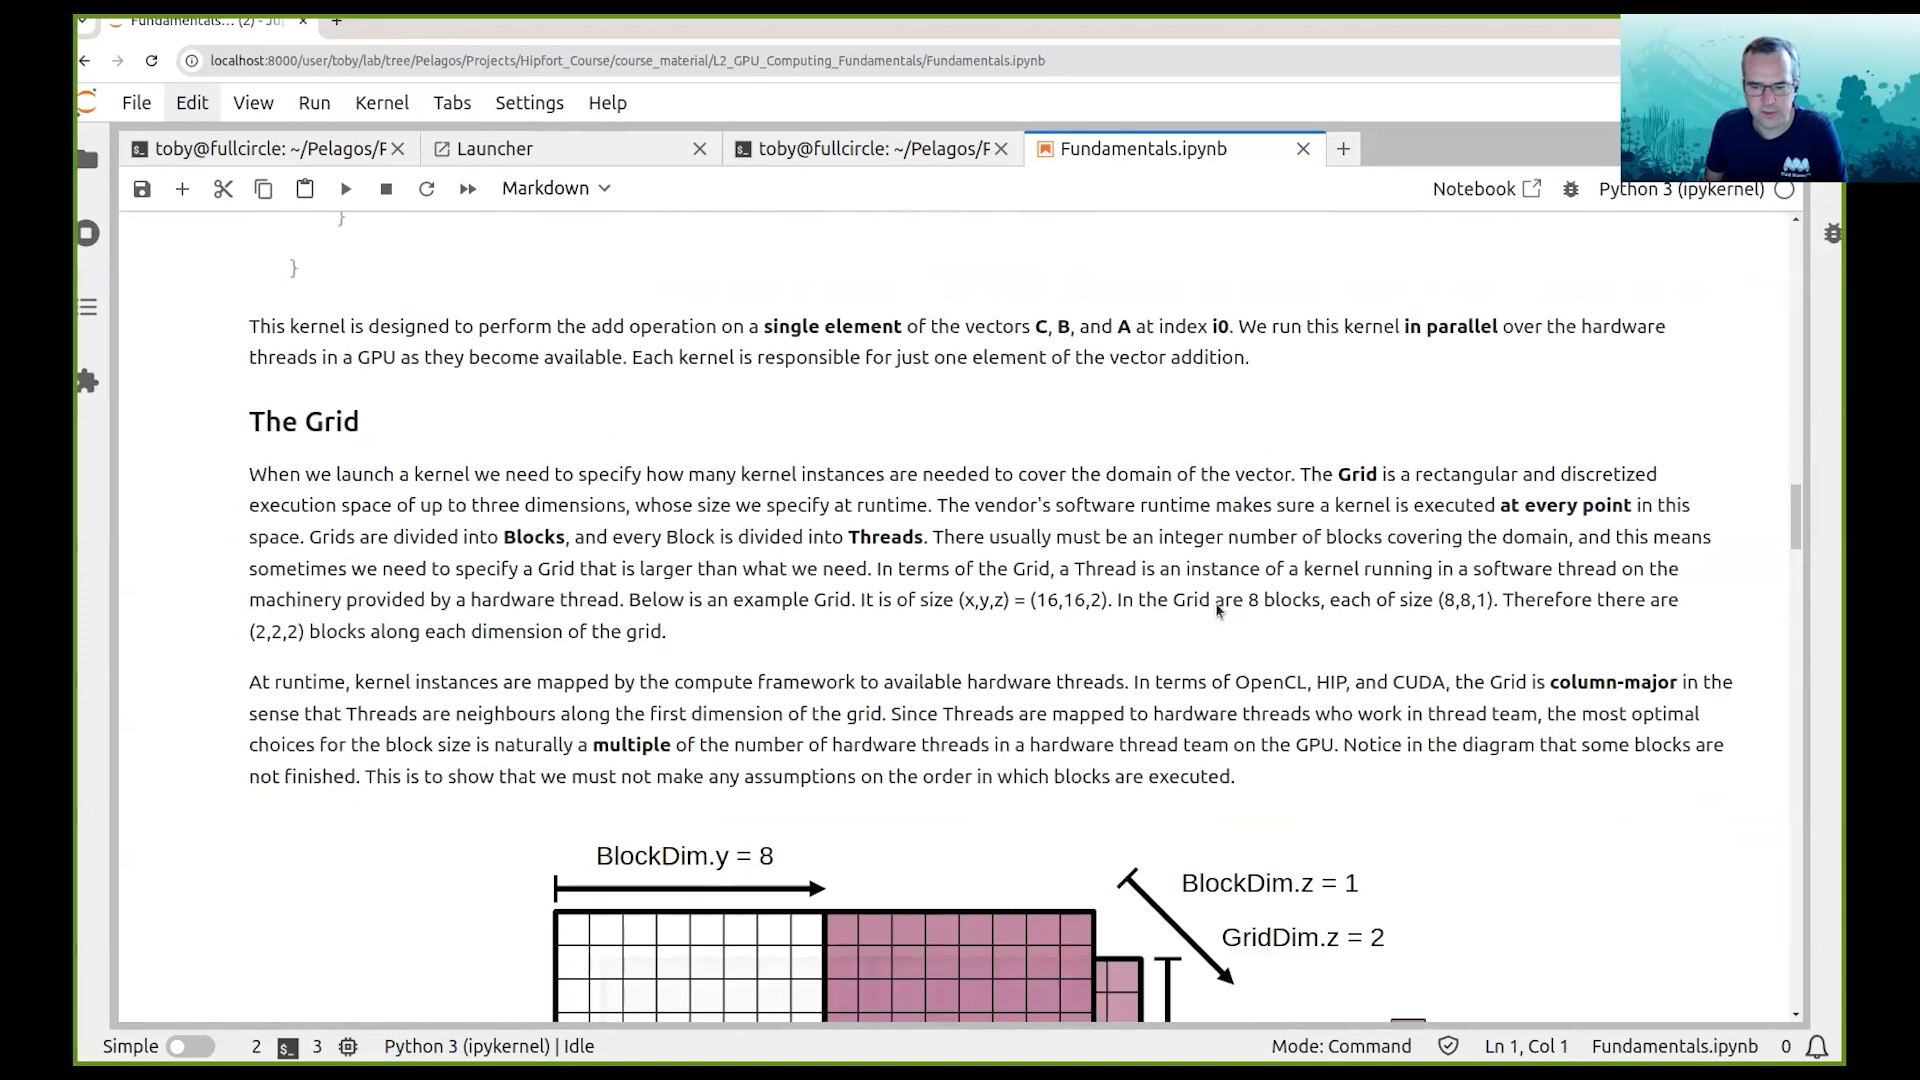 Fundamentals... (2) - Ju
localhost:8000/user/toby/lab/tree/Pelagos/Projects/Hipfort_Course/course_material/L2_GPU_Computing_Fundamentals/Fundamentals.ipynb
File Edit View Run Kernel Tabs Settings Help
toby@fullcircle: ~/Pelagos/F Launcher toby@fullcircle: ~/Pelagos/F Fundamentals.ipynb
Markdown Notebook Python 3 (ipykernel)
}
}
This kernel is designed to perform the add operation on a single element of the vectors C, B, and A at index i0. We run this kernel in parallel over the hardware
threads in a GPU as they become available. Each kernel is responsible for just one element of the vector addition.
The Grid
When we launch a kernel we need to specify how many kernel instances are needed to cover the domain of the vector. The Grid is a rectangular and discretized
execution space of up to three dimensions, whose size we specify at runtime. The vendor's software runtime makes sure a kernel is executed at every point in this
space. Grids are divided into Blocks, and every Block is divided into Threads. There usually must be an integer number of blocks covering the domain, and this means
sometimes we need to specify a Grid that is larger than what we need. In terms of the Grid, a Thread is an instance of a kernel running in a software thread on the
machinery provided by a hardware thread. Below is an example Grid. It is of size (x,y,z) = (16,16,2). In the Grid are 8 blocks, each of size (8,8,1). Therefore there are
(2,2,2) blocks along each dimension of the grid.
At runtime, kernel instances are mapped by the compute framework to available hardware threads. In terms of OpenCL, HIP, and CUDA, the Grid is column-major in the
sense that Threads are neighbours along the first dimension of the grid. Since Threads are mapped to hardware threads who work in thread team, the most optimal
choices for the block size is naturally a multiple of the number of hardware threads in a hardware thread team on the GPU. Notice in the diagram that some blocks are
not finished. This is to show that we must not make any assumptions on the order in which blocks are executed.
BlockDim.y = 8
BlockDim.z = 1
GridDim.z = 2
Simple 2 3 Python 3 (ipykernel) | Idle Mode: Command Ln 1, Col 1 Fundamentals.ipynb 0